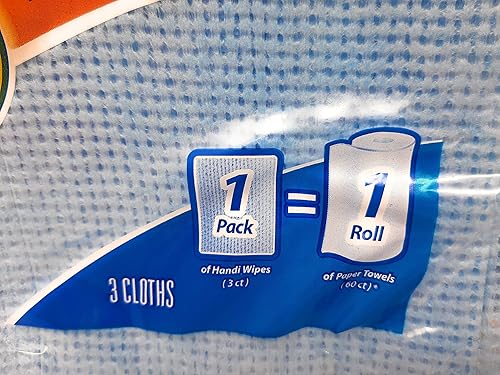 1
Pack
of Handi Wipes
(3 ct)
=
1
Roll
of Paper Towels
(60 ct)*
3 CLOTHS